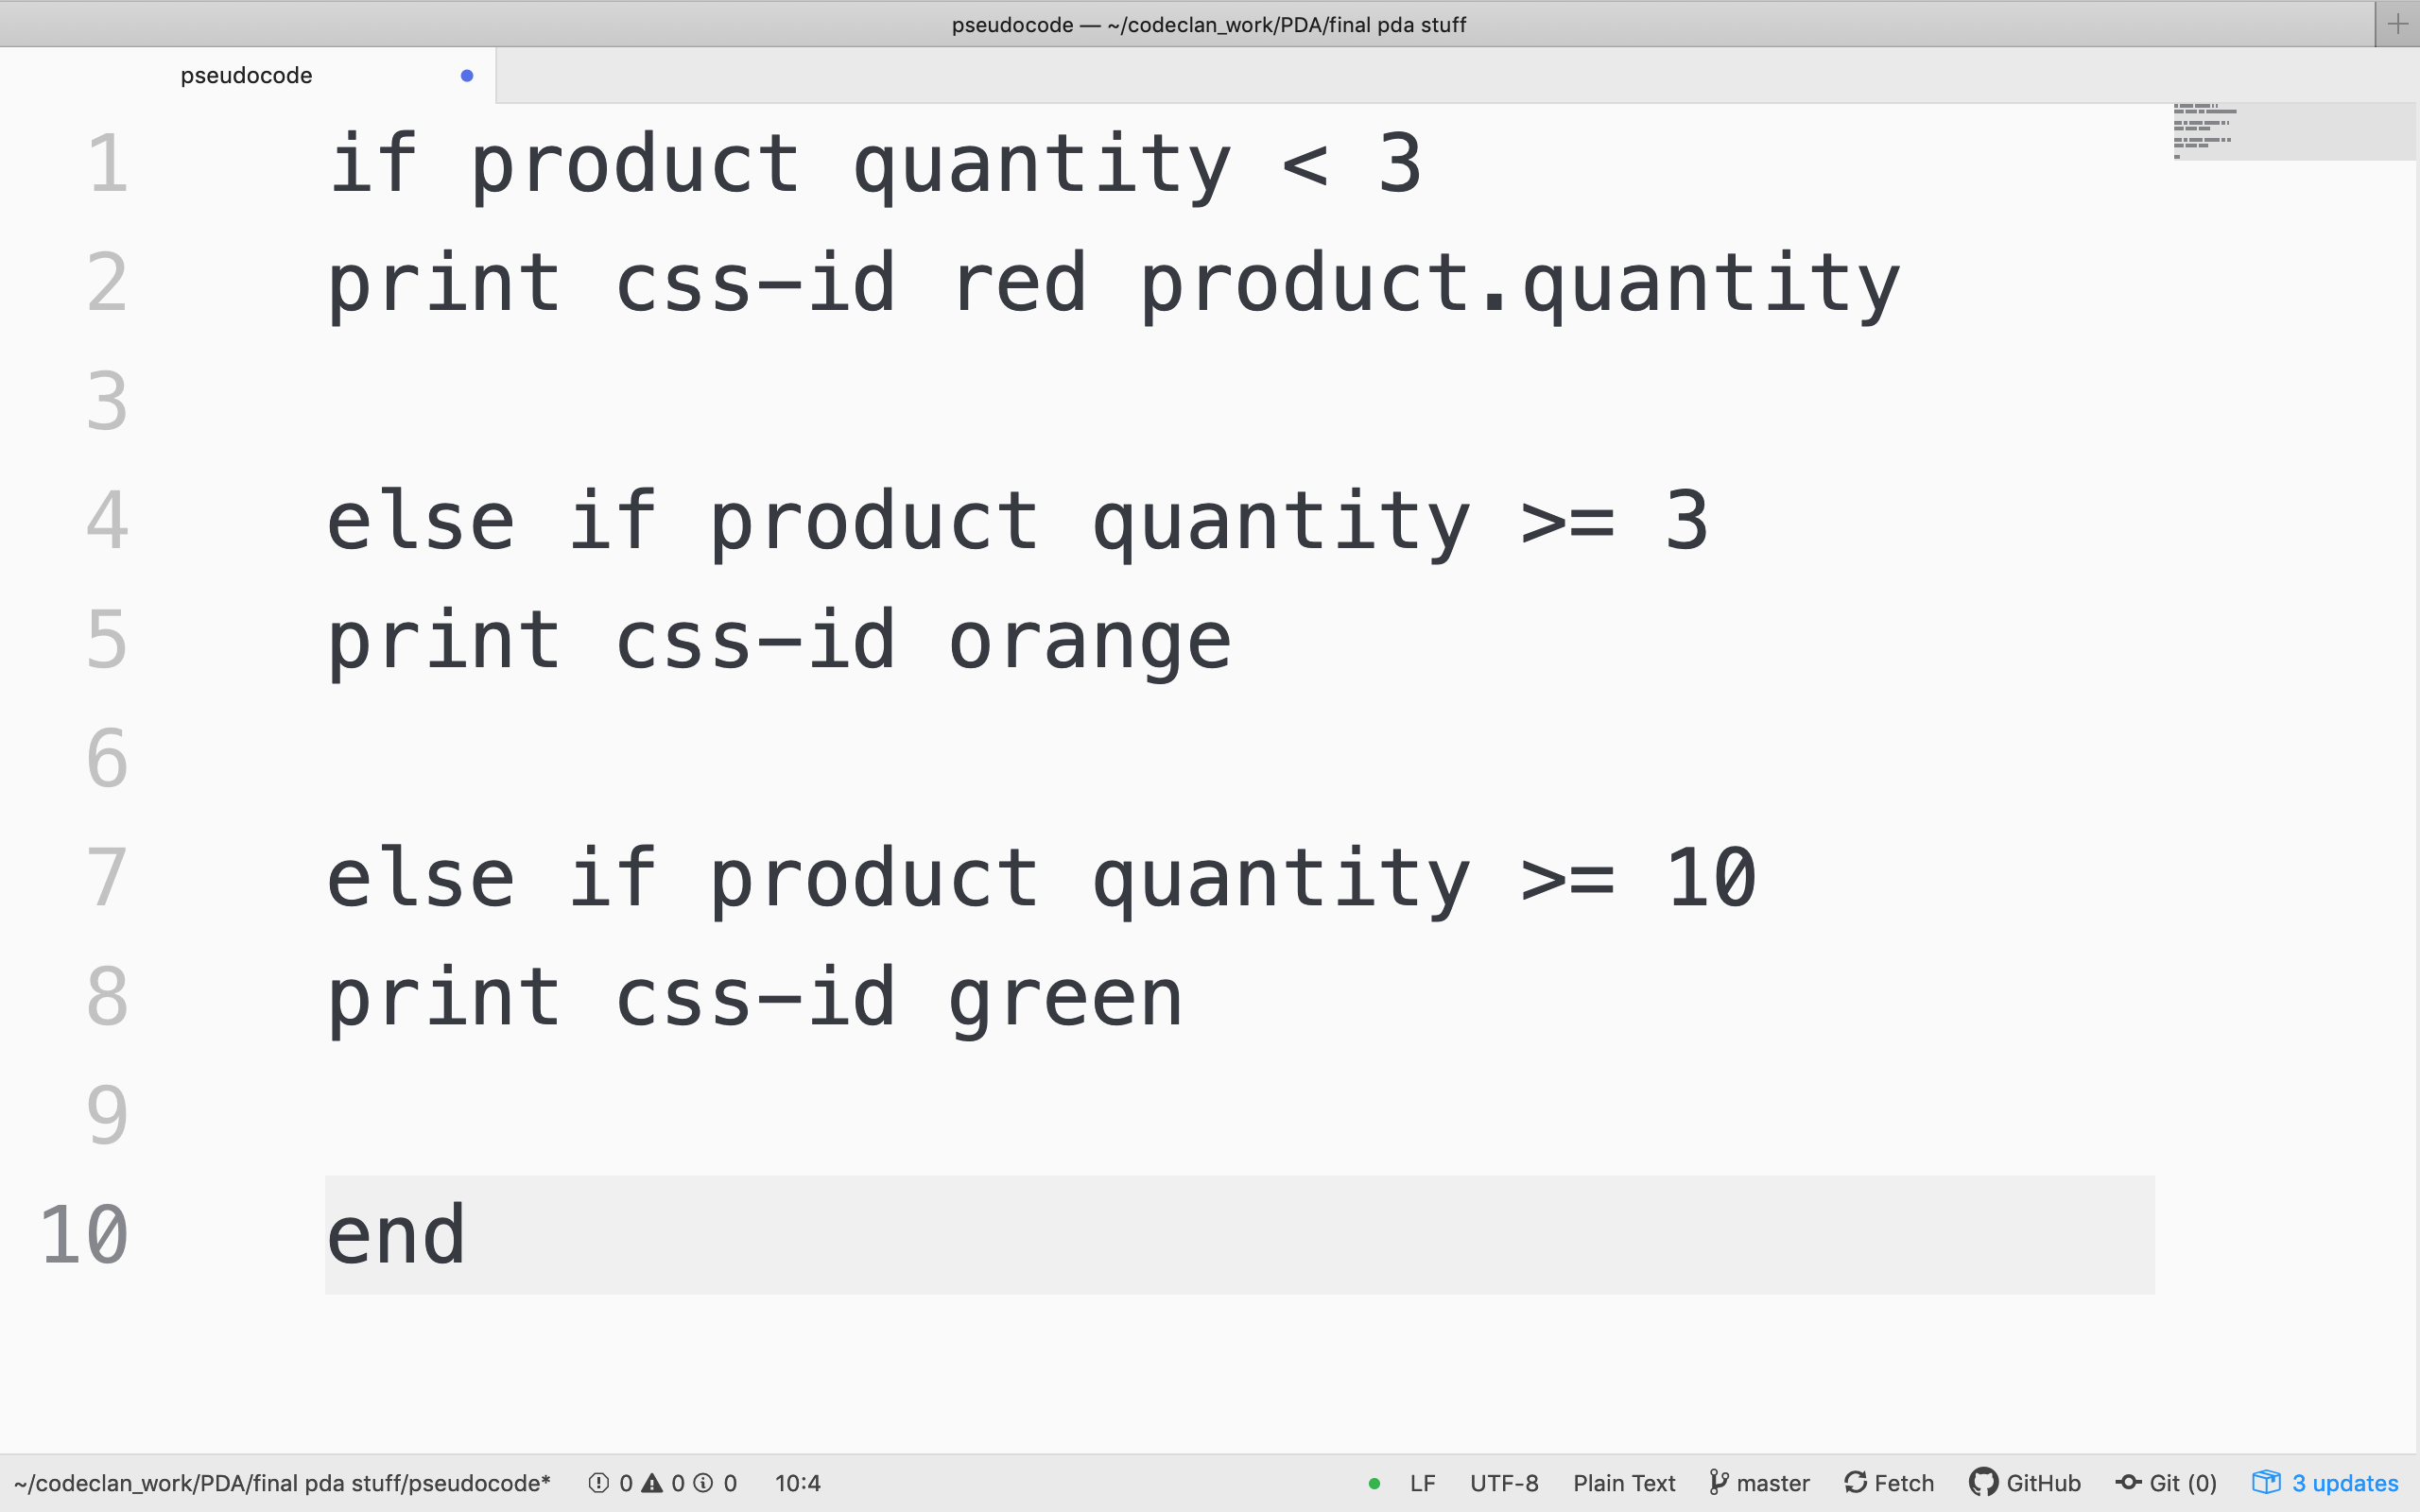 pseudocode — ~/codeclan_work/PDA/final pda stuff
pseudocode
1 if product quantity < 3
2 print css-id red product.quantity
3
4 else if product quantity >= 3
5 print css-id orange
6
7 else if product quantity >= 10
8 print css-id green
9
10 end
~/codeclan_work/PDA/final pda stuff/pseudocode* 0 0 0 10:4 LF UTF-8 Plain Text master Fetch GitHub Git (0) 3 updates